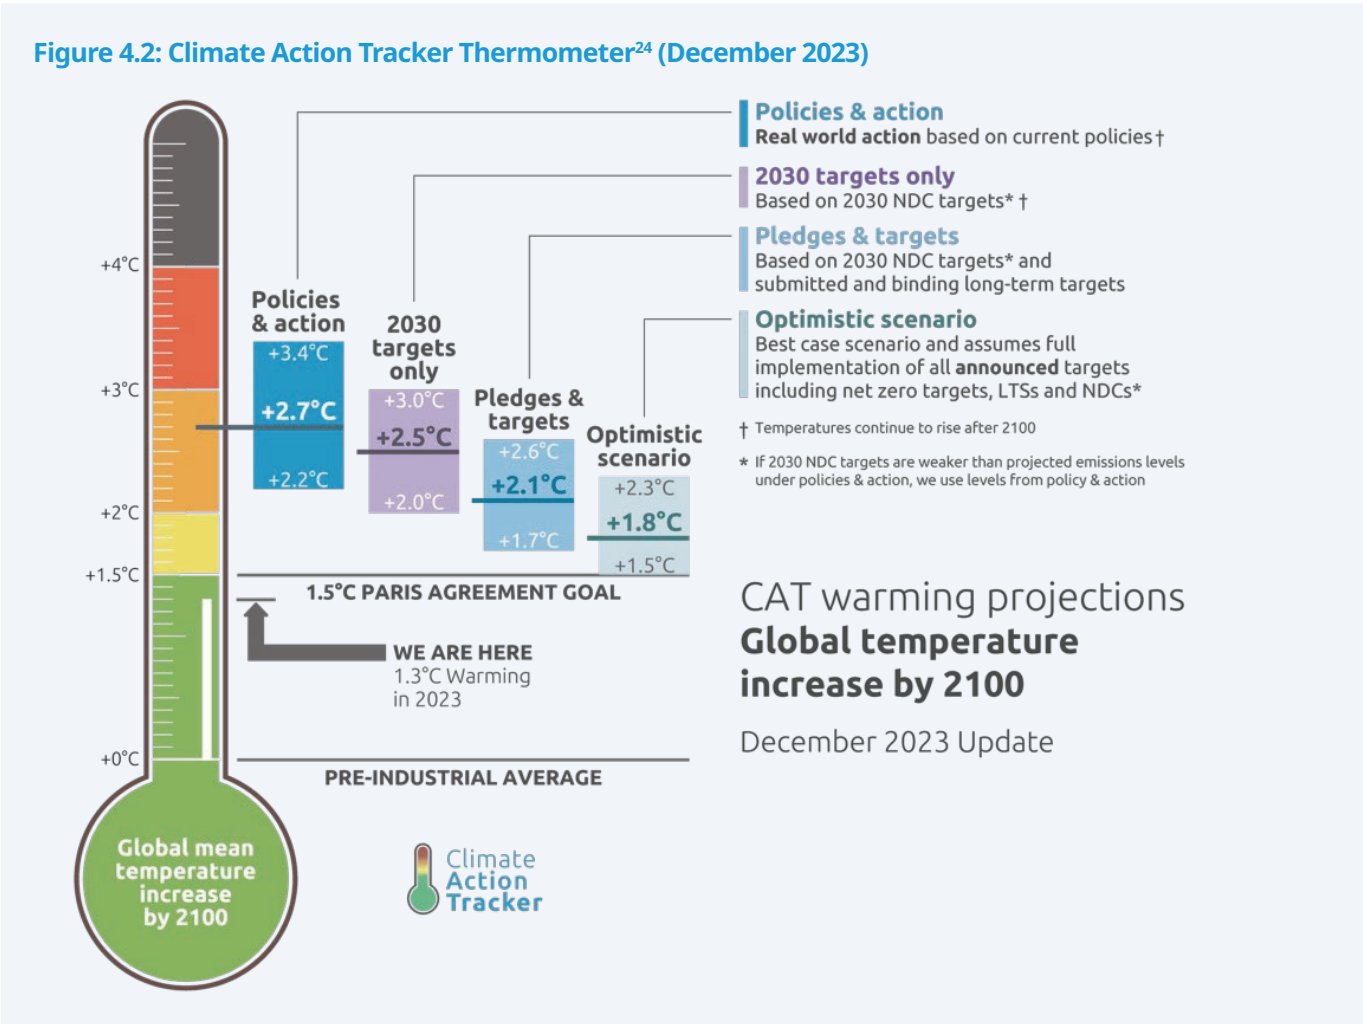 Figure 4.2: Climate Action Tracker Thermometer24 (December 2023)
Policies & action
Real world action based on current policies†
2030 targets only
Based on 2030 NDC targets* †
Pledges & targets
Based on 2030 NDC targets* and
submitted and binding long-term targets
Optimistic scenario
Best case scenario and assumes full
implementation of all announced targets
including net zero targets, LTSs and NDCs*
† Temperatures continue to rise after 2100
* If 2030 NDC targets are weaker than projected emissions levels
under policies & action, we use levels from policy & action
+4°C
+3°C
+2°C
+1.5°C
+0°C
Policies
& action
+3.4°C
+2.7°C
+2.2°C
2030
targets
only
+3.0°C
+2.5°C
+2.0°C
Pledges &
targets
+2.6°C
+2.1°C
+1.7°C
Optimistic
scenario
+2.3°C
+1.8°C
+1.5°C
1.5°C PARIS AGREEMENT GOAL
WE ARE HERE
1.3°C Warming
in 2023
PRE-INDUSTRIAL AVERAGE
CAT warming projections
Global temperature
increase by 2100
December 2023 Update
Global mean
temperature
increase
by 2100
Climate
Action
Tracker